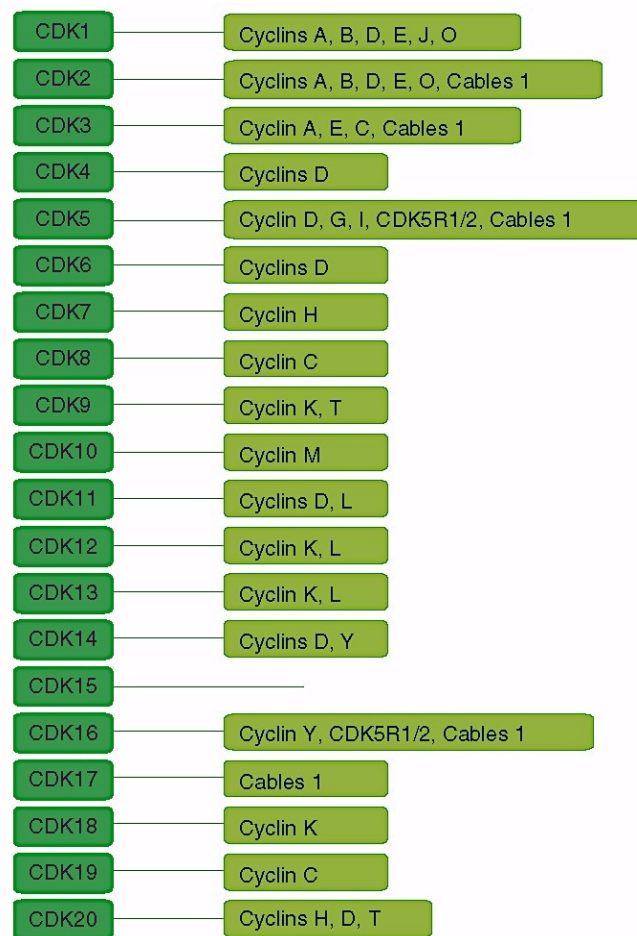 CDK1 Cyclins A, B, D, E, J, O
CDK2 Cyclins A, B, D, E, O, Cables 1
CDK3 Cyclin A, E, C, Cables 1
CDK4 Cyclins D
CDK5 Cyclin D, G, I, CDK5R1/2, Cables 1
CDK6 Cyclins D
CDK7 Cyclin H
CDK8 Cyclin C
CDK9 Cyclin K, T
CDK10 Cyclin M
CDK11 Cyclins D, L
CDK12 Cyclin K, L
CDK13 Cyclin K, L
CDK14 Cyclins D, Y
CDK15
CDK16 Cyclin Y, CDK5R1/2, Cables 1
CDK17 Cables 1
CDK18 Cyclin K
CDK19 Cyclin C
CDK20 Cyclins H, D, T